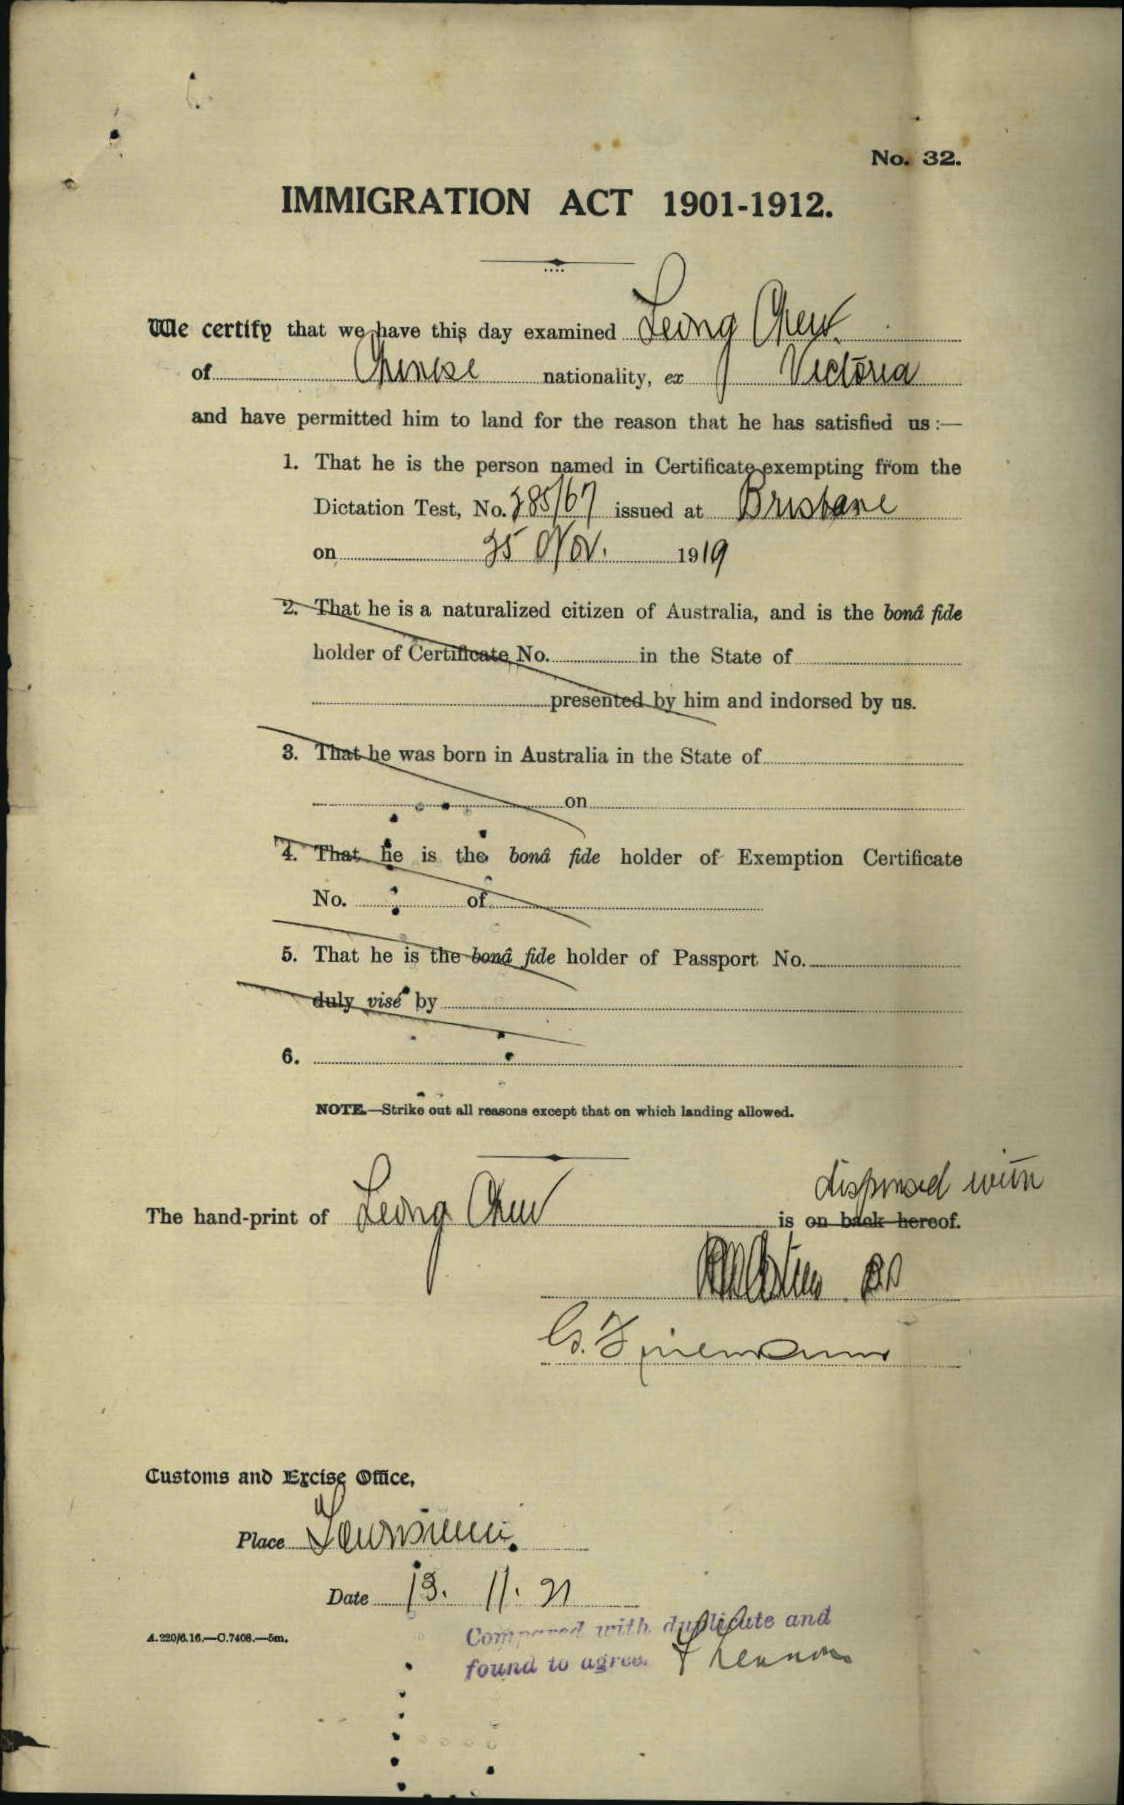 No. 32.
IMMIGRATION ACT 1901-1912.
We certify that we have this day examined Leong Chew.
of Chinese nationality, ex Victoria
and have permitted him to land for the reason that he has satisfied us :—
1. That he is the person named in Certificate exempting from the
Dictation Test, No. 285/67 issued at Brisbane
on 25 Nov. 1919
2. That he is a naturalized citizen of Australia, and is the bonâ fide
holder of Certificate No. in the State of
presented by him and indorsed by us.
3. That he was born in Australia in the State of
on
4. That he is the bonâ fide holder of Exemption Certificate
No. of
5. That he is the bonâ fide holder of Passport No.
duly visé by
6.
NOTE.—Strike out all reasons except that on which landing allowed.
dispensed with
The hand-print of Leong Chew is on back hereof.
Customs and Excise Office,
Place Townsville.
Date 13. 11. 21
A.220/6.16.—C.7408.—5m.
Compared with duplicate and
found to agree.